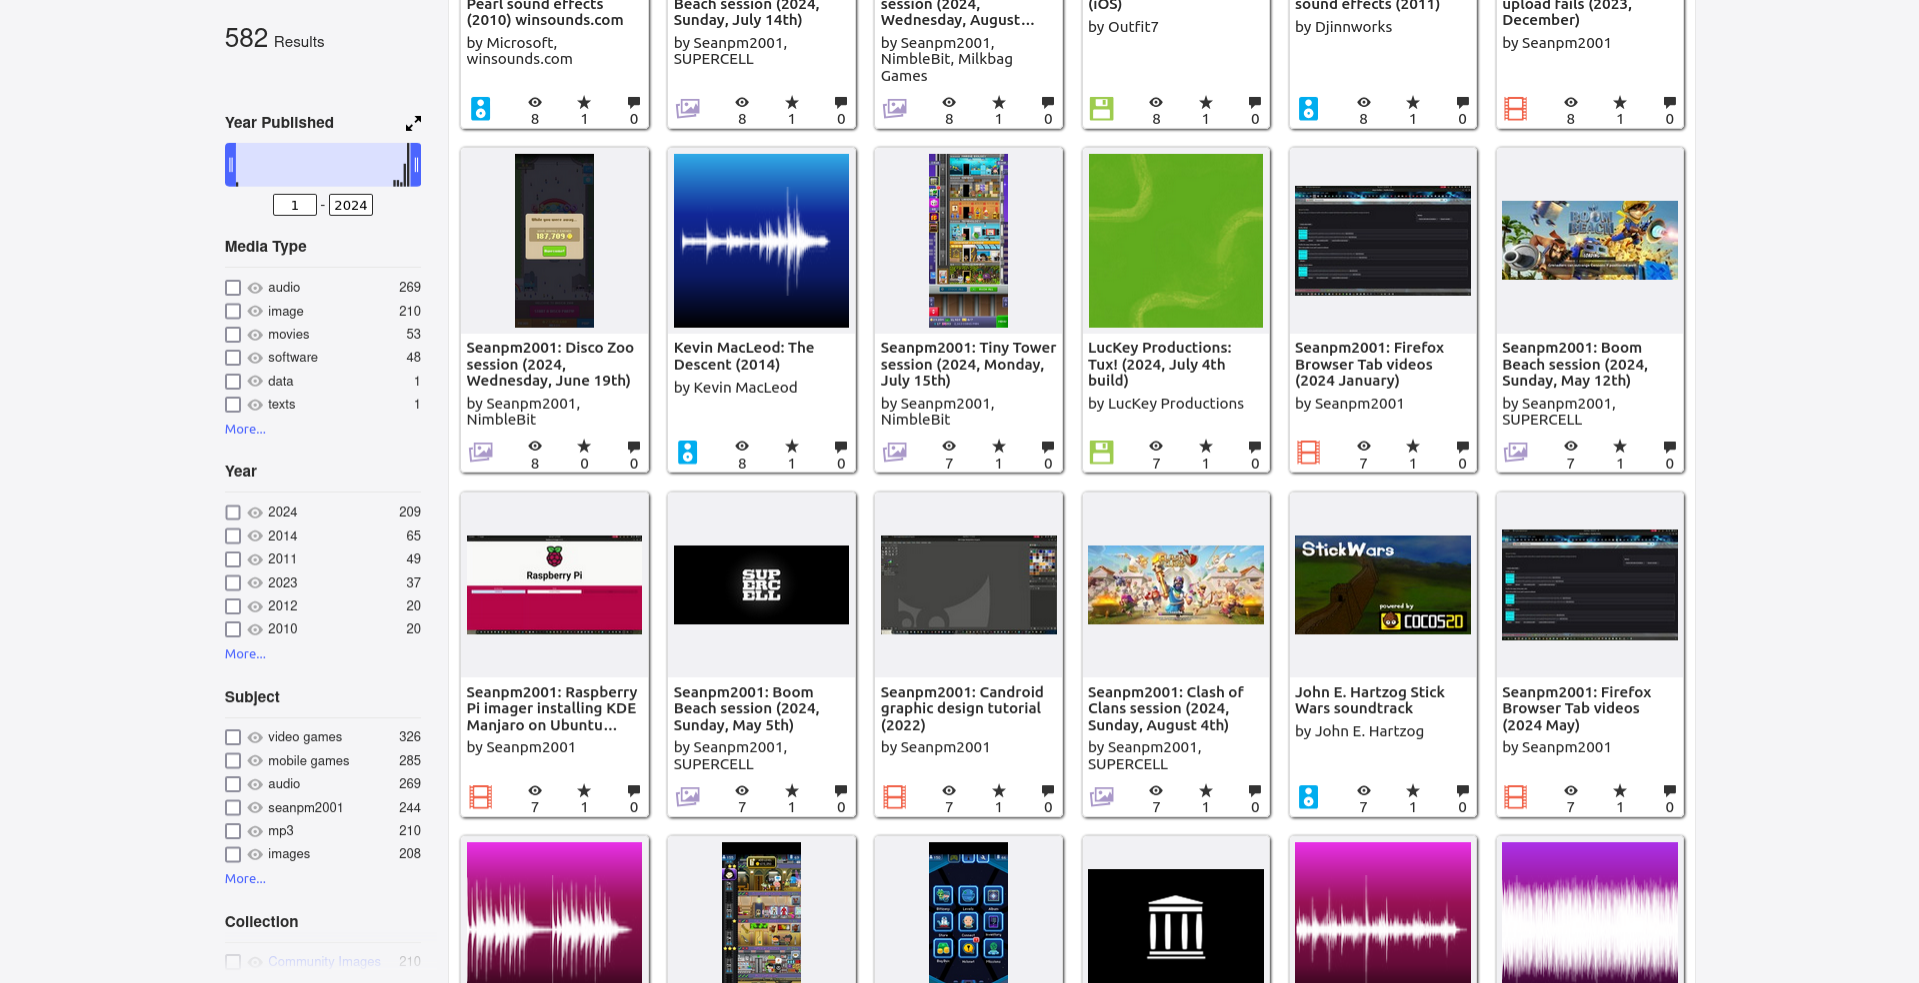 582 Results
Year Published
1 - 2024
Media Type
audio 269
image 210
movies 53
software 48
data 1
texts 1
More...
Year
2024 209
2014 65
2011 49
2023 37
2012 20
2010 20
More...
Subject
video games 326
mobile games 285
audio 269
seanpm2001 244
mp3 210
images 208
More...
Collection
Community Images 210
Pearl sound effects
(2010) winsounds.com
by Microsoft,
winsounds.com
8 1 0
Beach session (2024,
Sunday, July 14th)
by Seanpm2001,
SUPERCELL
8 1 0
session (2024,
Wednesday, August...
by Seanpm2001,
NimbleBit, Milkbag
Games
8 1 0
(iOS)
by Outfit7
8 1 0
sound effects (2011)
by Djinnworks
8 1 0
upload fails (2023,
December)
by Seanpm2001
8 1 0
Seanpm2001: Disco Zoo
session (2024,
Wednesday, June 19th)
by Seanpm2001,
NimbleBit
8 0 0
Kevin MacLeod: The
Descent (2014)
by Kevin MacLeod
8 1 0
Seanpm2001: Tiny Tower
session (2024, Monday,
July 15th)
by Seanpm2001,
NimbleBit
7 1 0
LucKey Productions:
Tux! (2024, July 4th
build)
by LucKey Productions
7 1 0
Seanpm2001: Firefox
Browser Tab videos
(2024 January)
by Seanpm2001
7 1 0
BOOM
BEACH
Seanpm2001: Boom
Beach session (2024,
Sunday, May 12th)
by Seanpm2001,
SUPERCELL
7 1 0
Raspberry Pi
Seanpm2001: Raspberry
Pi imager installing KDE
Manjaro on Ubuntu...
by Seanpm2001
7 1 0
SUP
ERC
ELL
Seanpm2001: Boom
Beach session (2024,
Sunday, May 5th)
by Seanpm2001,
SUPERCELL
7 1 0
Seanpm2001: Candroid
graphic design tutorial
(2022)
by Seanpm2001
7 1 0
Seanpm2001: Clash of
Clans session (2024,
Sunday, August 4th)
by Seanpm2001,
SUPERCELL
7 1 0
StickWars
powered by
COCOS2D
John E. Hartzog Stick
Wars soundtrack
by John E. Hartzog
7 1 0
Seanpm2001: Firefox
Browser Tab videos
(2024 May)
by Seanpm2001
7 1 0